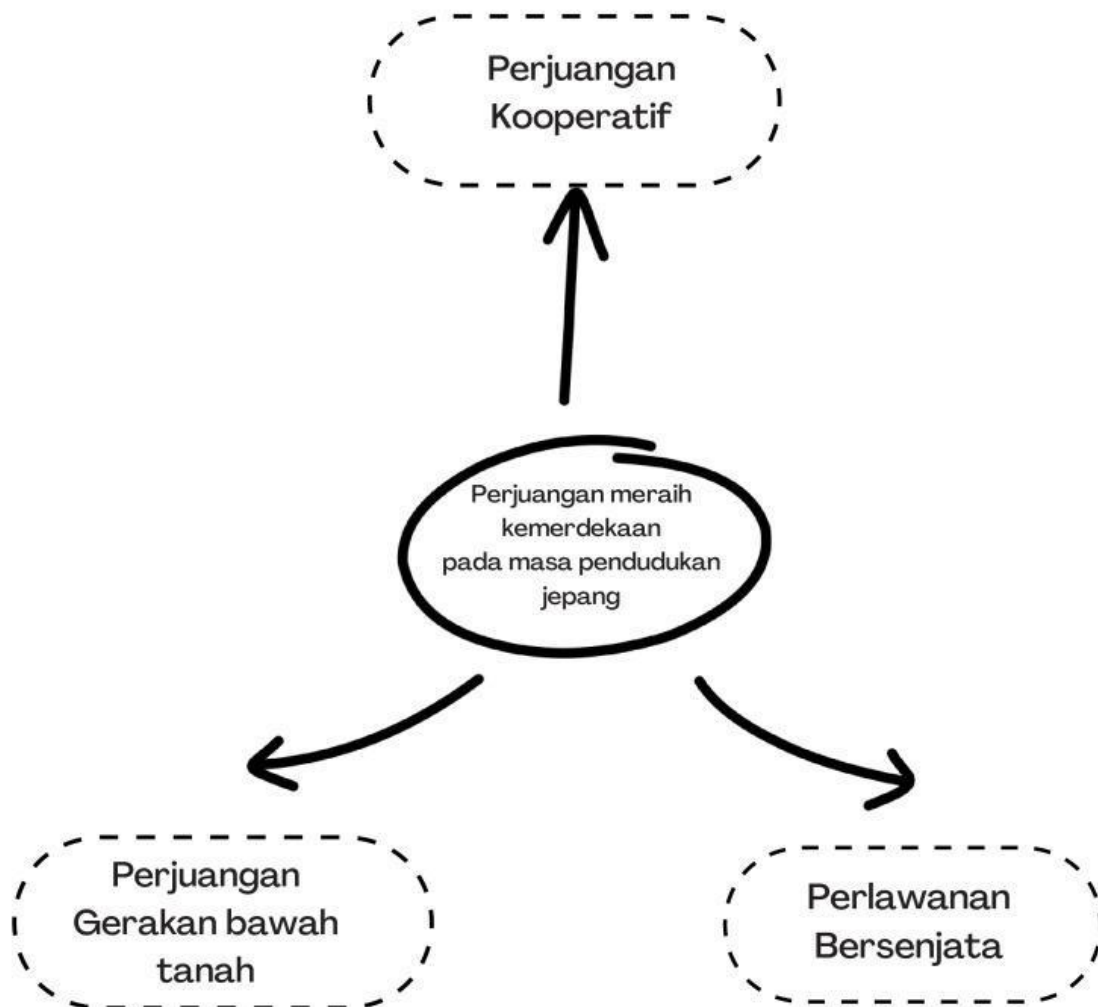 Perjuangan
Kooperatif
Perjuangan meraih
kemerdekaan
pada masa pendudukan
jepang
Perjuangan
Gerakan bawah
tanah
Perlawanan
Bersenjata